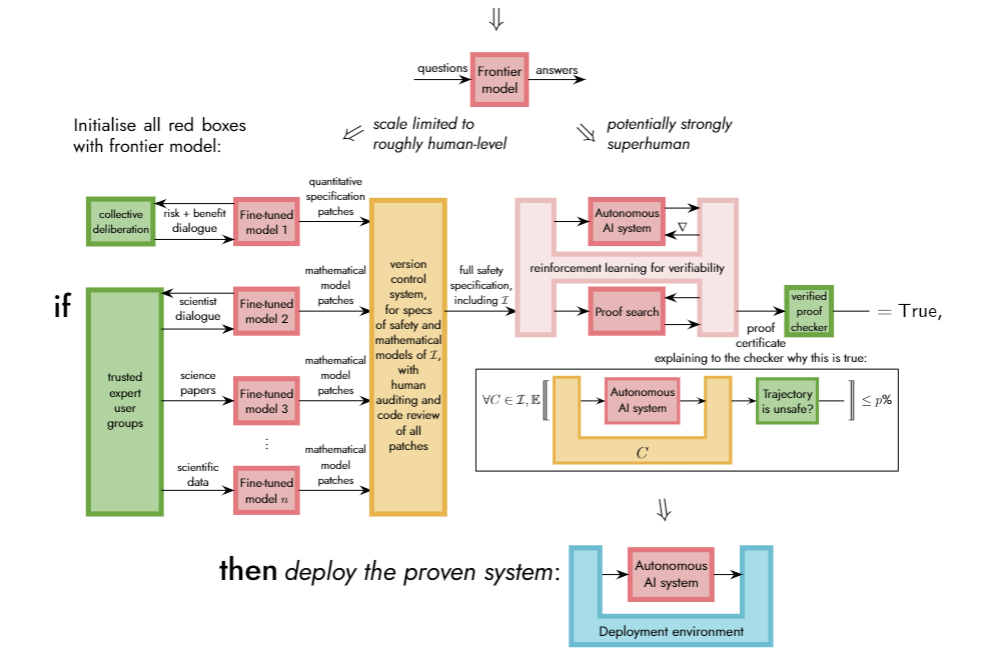 questions
Frontier
model
answers
Initialise all red boxes
with frontier model:
scale limited to
roughly human-level
potentially strongly
superhuman
collective
deliberation
risk + benefit
dialogue
Fine-tuned
model 1
quantitative
specification
patches
if
trusted
expert
user
groups
scientist
dialogue
Fine-tuned
model 2
mathematical
model
patches
science
papers
Fine-tuned
model 3
mathematical
model
patches
⋮
scientific
data
Fine-tuned
model n
mathematical
model
patches
version
control
system,
for specs
of safety and
mathematical
models of ℐ,
with
human
auditing and
code review
of all
patches
full safety
specification,
including ℐ
Autonomous
AI system
∇
reinforcement learning for verifiability
Proof search
proof
certificate
verified
proof
checker
= True,
explaining to the checker why this is true:
∀C ∈ ℐ, 𝔼⟦
Autonomous
AI system
C
Trajectory
is unsafe?
⟧ ≤ p%
then deploy the proven system:
Autonomous
AI system
Deployment environment